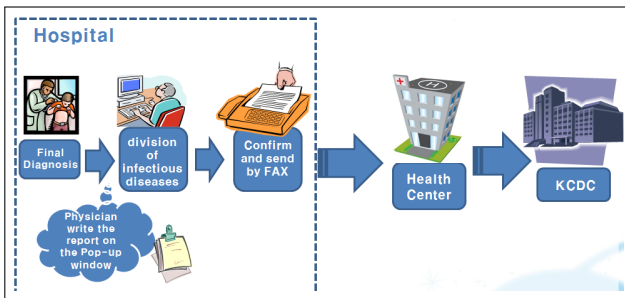 Hospital
Final
Diagnosis
division
of
infectious
diseases
Confirm
and send
by FAX
Health
Center
KCDC
Physician
write the
report on
the Pop-up
window
H